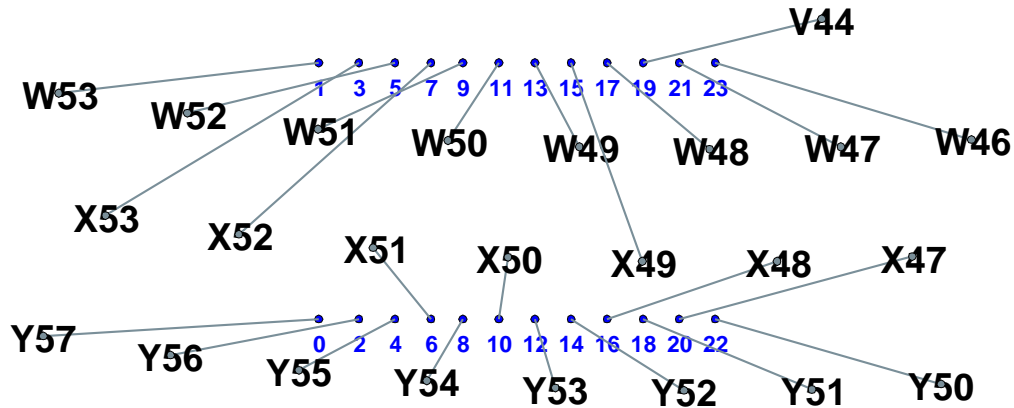 V44
1 3 5 7 9 11 13 15 17 19 21 23
W53 W52 W51 W50 W49 W48 W47 W46
X53 X52 X51 X50 X49 X48 X47
0 2 4 6 8 10 12 14 16 18 20 22
Y57 Y56 Y55 Y54 Y53 Y52 Y51 Y50